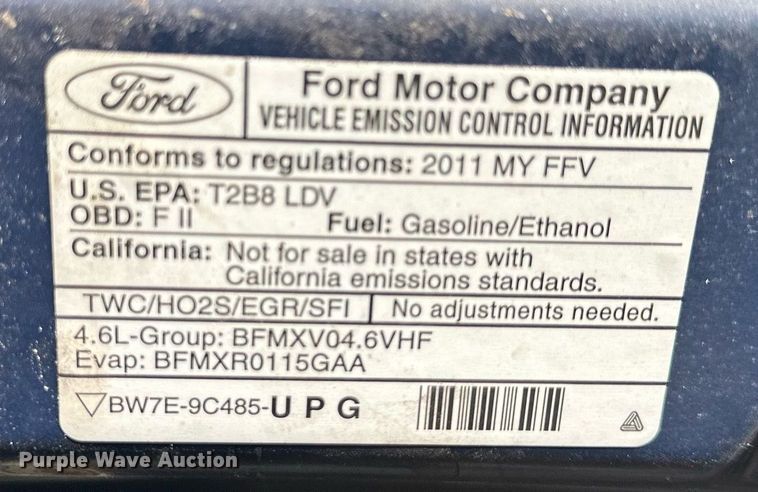 Ford
Ford Motor Company
VEHICLE EMISSION CONTROL INFORMATION
Conforms to regulations: 2011 MY FFV
U.S. EPA: T2B8 LDV
OBD: F II Fuel: Gasoline/Ethanol
California: Not for sale in states with
California emissions standards.
TWC/HO2S/EGR/SFI No adjustments needed.
4.6L-Group: BFMXV04.6VHF
Evap: BFMXR0115GAA
▽BW7E-9C485-U P G
Purple Wave Auction